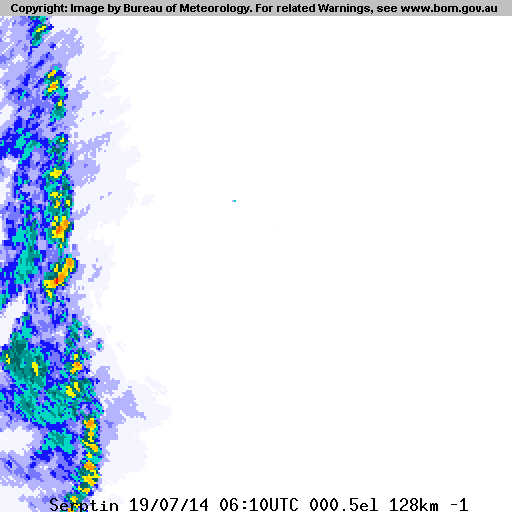 Copyright: Image by Bureau of Meteorology. For related Warnings, see www.bom.gov.au
Serptin 19/07/14 06:10UTC 000.5el 128km -1